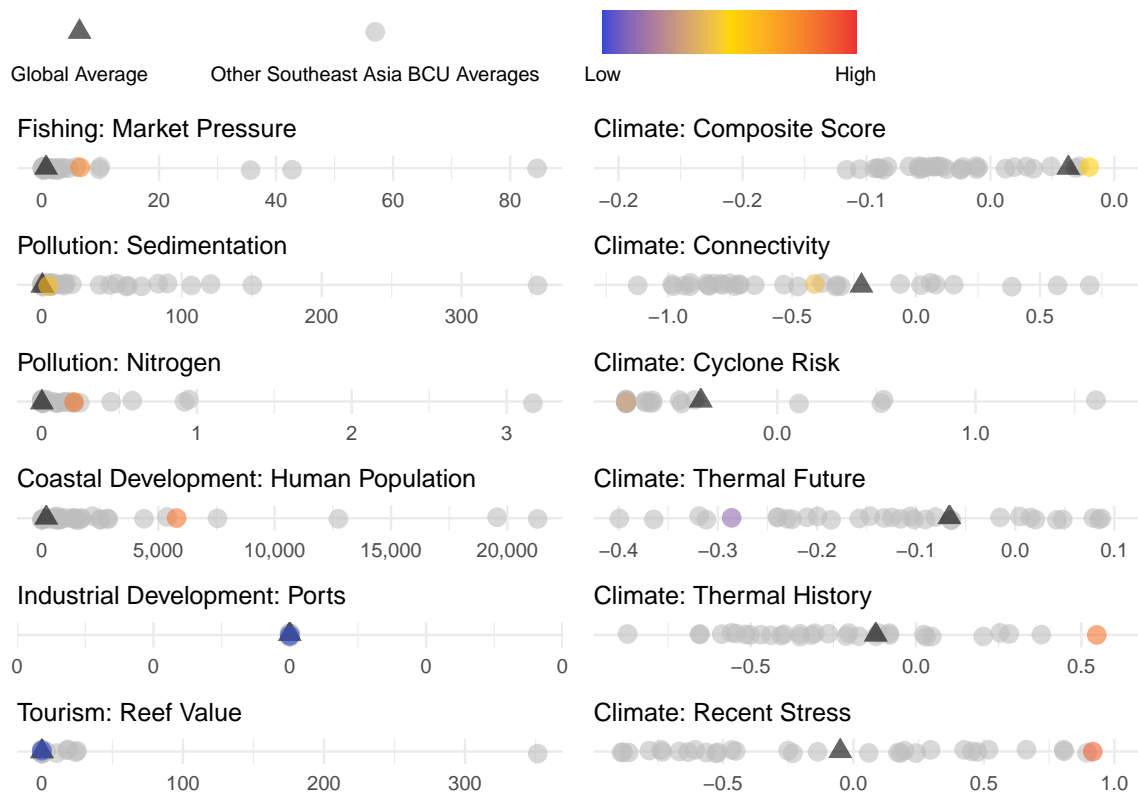 Global Average
Other Southeast Asia BCU Averages
Low
High
Fishing: Market Pressure
0 20 40 60 80
Climate: Composite Score
−0.2 −0.2 −0.1 0.0 0.0
Pollution: Sedimentation
0 100 200 300
Climate: Connectivity
−1.0 −0.5 0.0 0.5
Pollution: Nitrogen
0 1 2 3
Climate: Cyclone Risk
0.0 1.0
Coastal Development: Human Population
0 5,000 10,000 15,000 20,000
Climate: Thermal Future
−0.4 −0.3 −0.2 −0.1 0.0 0.1
Industrial Development: Ports
0 0 0 0 0
Climate: Thermal History
−0.5 0.0 0.5
Tourism: Reef Value
0 100 200 300
Climate: Recent Stress
−0.5 0.0 0.5 1.0